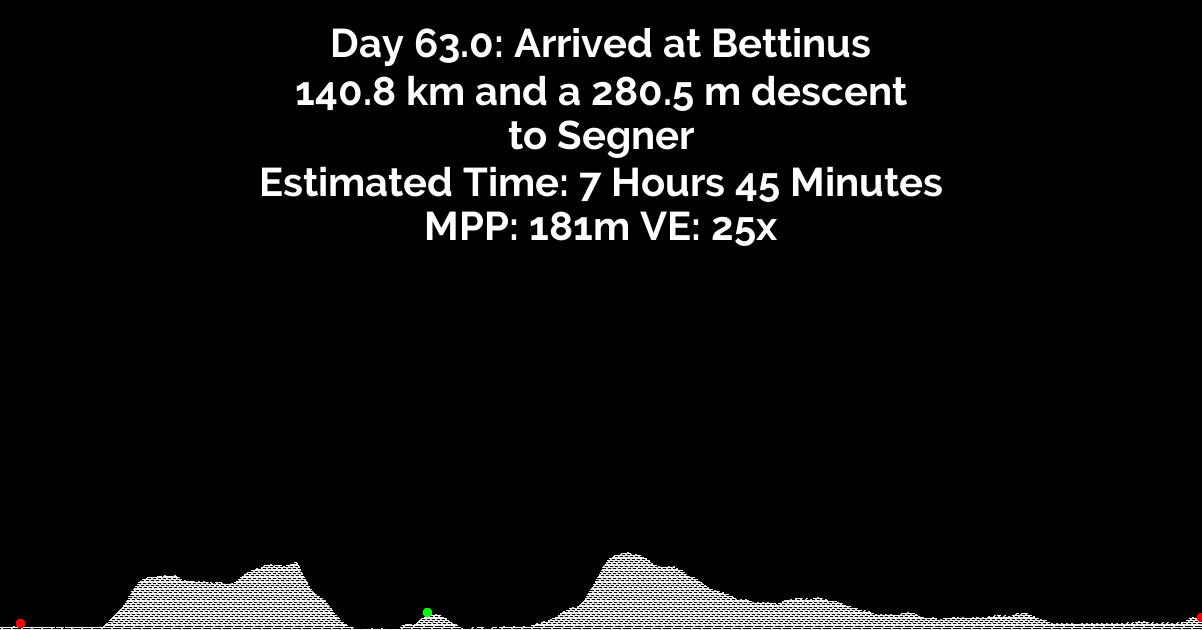 Day 63.0: Arrived at Bettinus
140.8 km and a 280.5 m descent
to Segner
Estimated Time: 7 Hours 45 Minutes
MPP: 181m VE: 25x